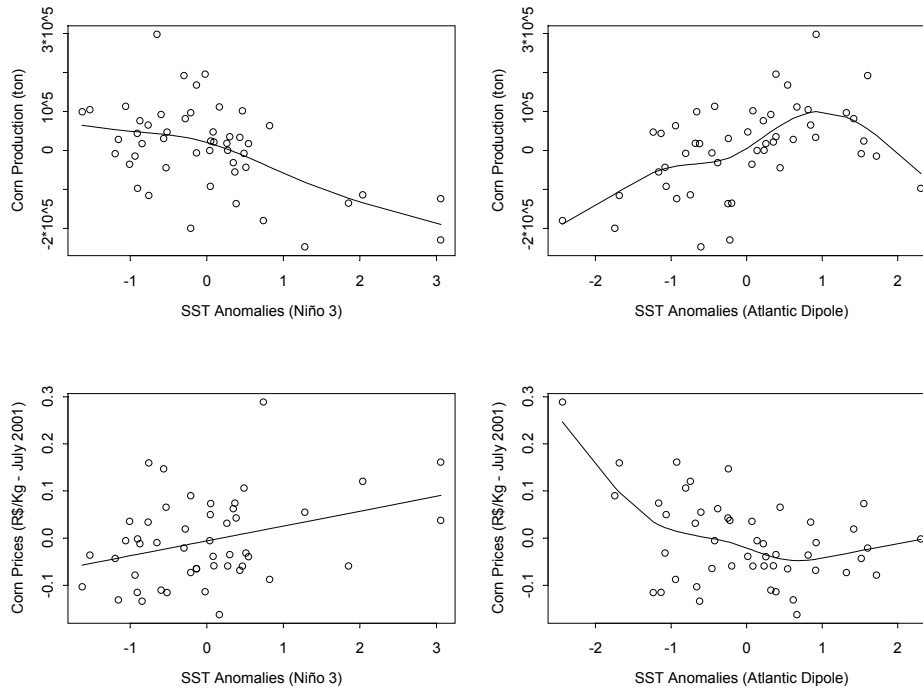 Corn Production (ton)
3*10^5
1*10^5
0
-2*10^5
-1 0 1 2 3
SST Anomalies (Niño 3)
Corn Production (ton)
3*10^5
1*10^5
0
-2*10^5
-2 -1 0 1 2
SST Anomalies (Atlantic Dipole)
Corn Prices (R$/Kg - July 2001)
0.3
0.2
0.1
0.0
-0.1
-1 0 1 2 3
SST Anomalies (Niño 3)
Corn Prices (R$/Kg - July 2001)
0.3
0.2
0.1
0.0
-0.1
-2 -1 0 1 2
SST Anomalies (Atlantic Dipole)